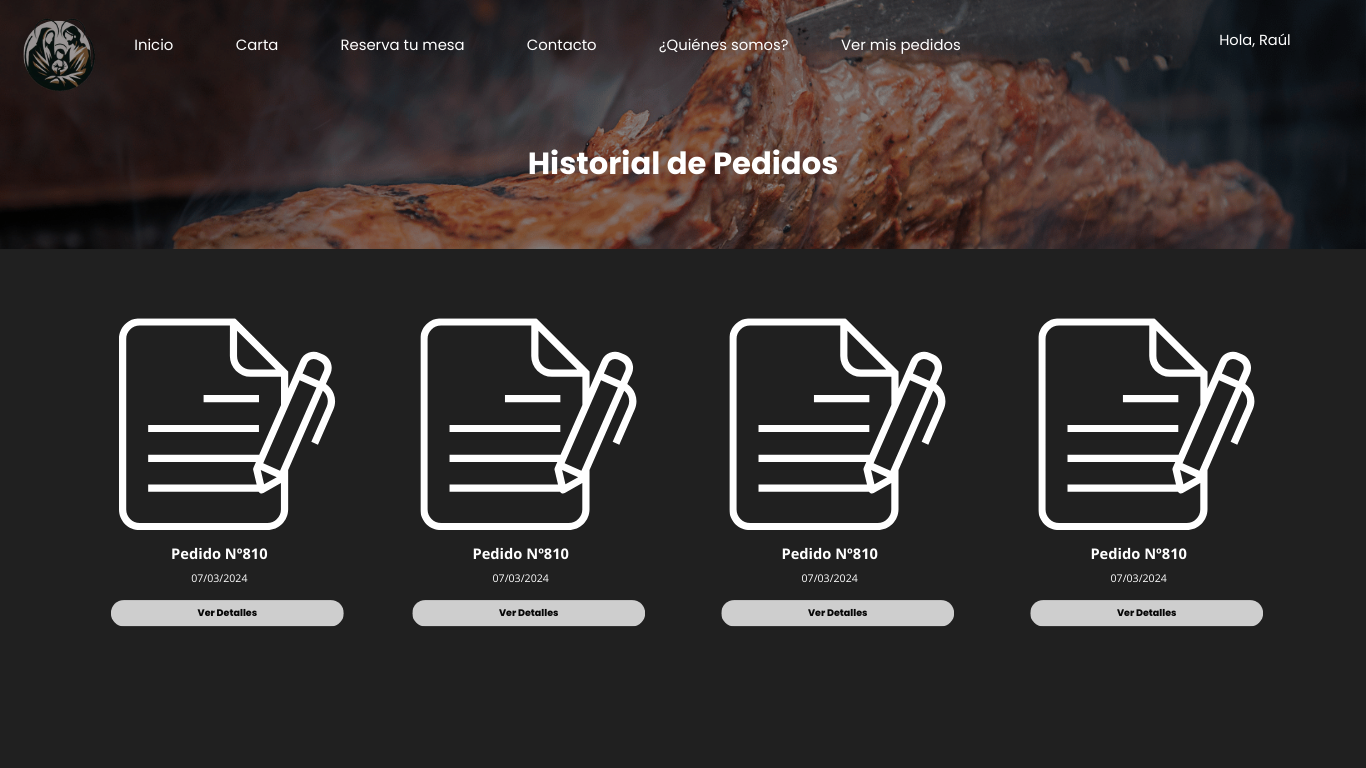 Inicio
Carta
Reserva tu mesa
Contacto
¿Quiénes somos?
Ver mis pedidos
Hola, Raúl
Historial de Pedidos
Pedido Nº810
07/03/2024
Ver Detalles
Pedido Nº810
07/03/2024
Ver Detalles
Pedido Nº810
07/03/2024
Ver Detalles
Pedido Nº810
07/03/2024
Ver Detalles